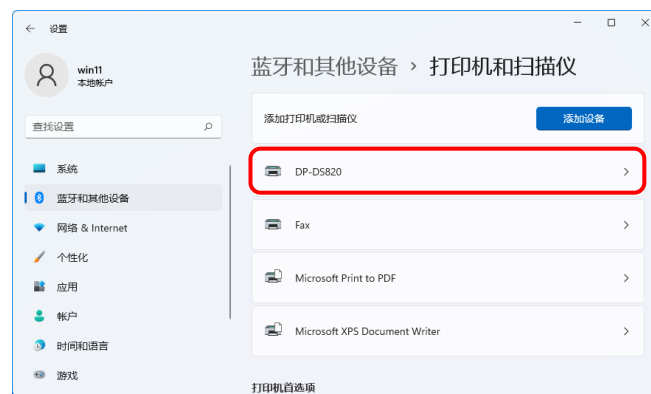 设置
win11
本地帐户
查找设置
系统
蓝牙和其他设备
网络 & Internet
个性化
应用
帐户
时间和语言
游戏
蓝牙和其他设备 › 打印机和扫描仪
添加打印机或扫描仪
添加设备
DP-DS820
Fax
Microsoft Print to PDF
Microsoft XPS Document Writer
打印机首选项